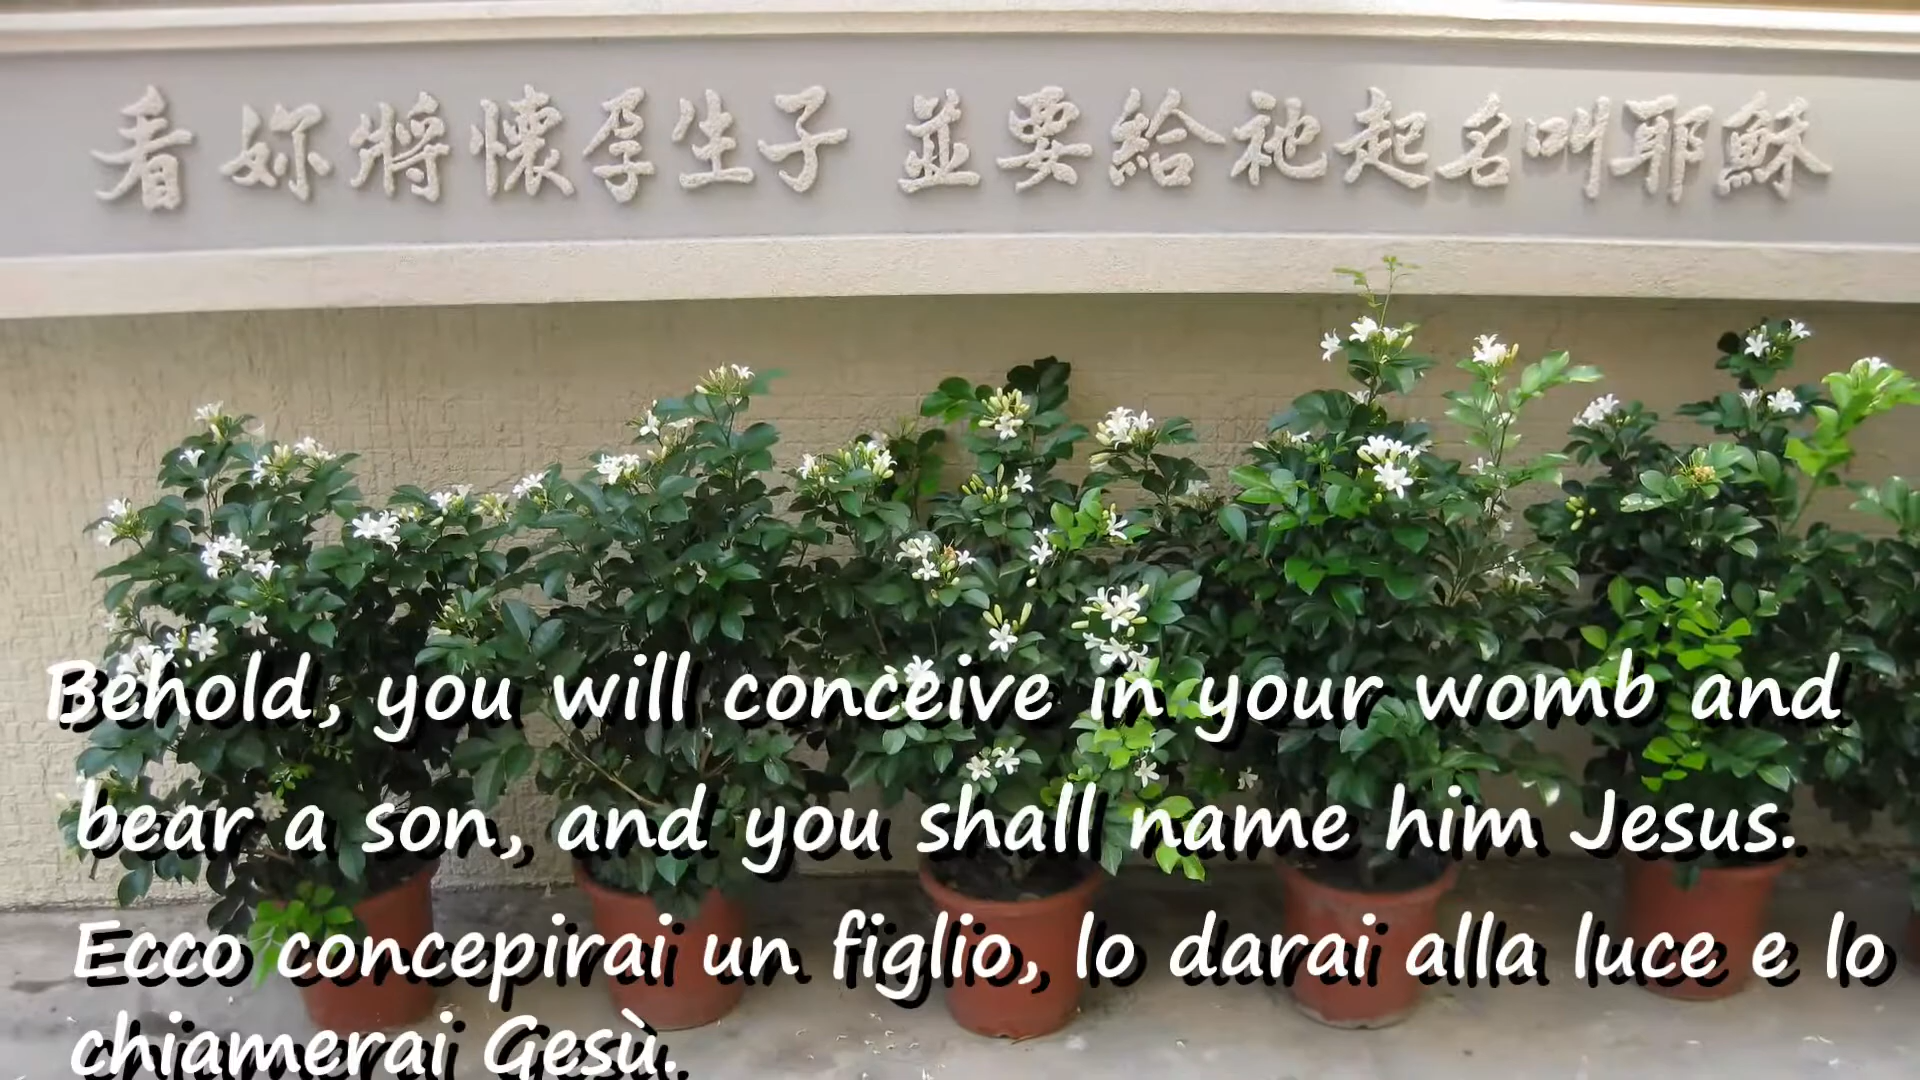 看妳將懷孕生子 並要給祂起名叫耶穌
Behold, you will conceive in your womb and
bear a son, and you shall name him Jesus.
Ecco concepirai un figlio, lo darai alla luce e lo
chiamerai Gesù.